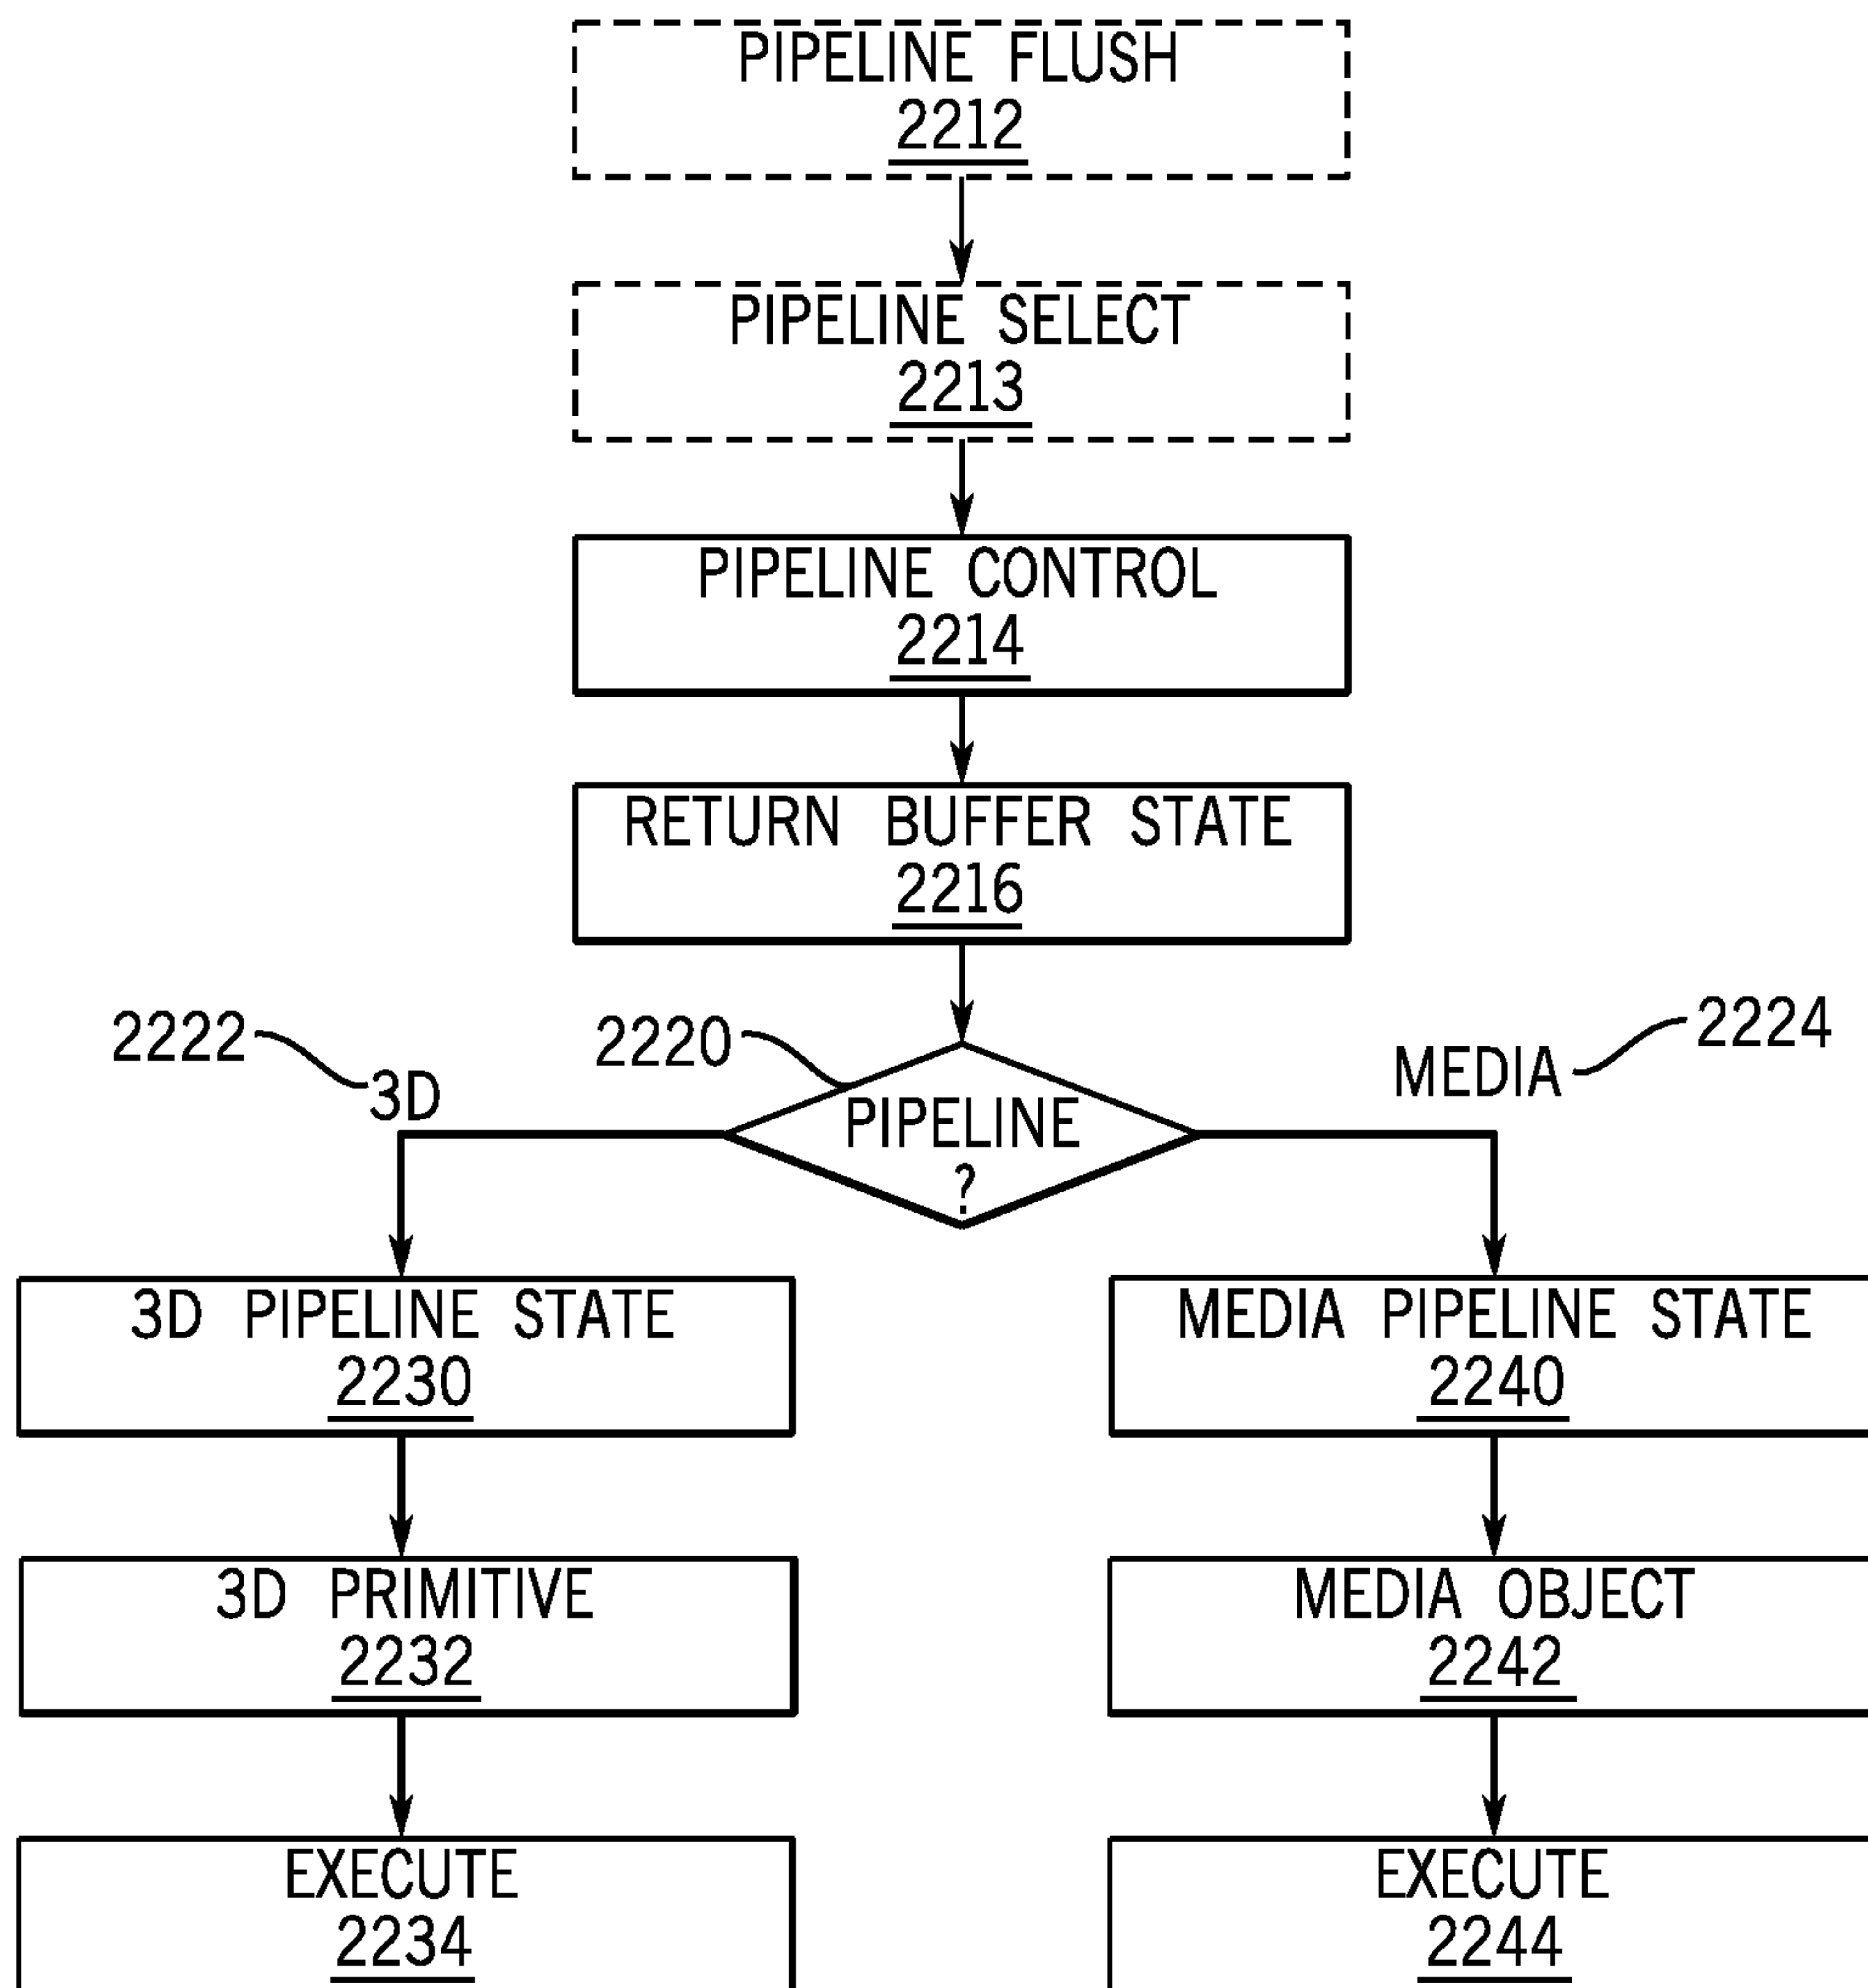 PIPELINE FLUSH
2212
PIPELINE SELECT
2213
PIPELINE CONTROL
2214
RETURN BUFFER STATE
2216
2222
3D
2220
PIPELINE
?
MEDIA
2224
3D PIPELINE STATE
2230
MEDIA PIPELINE STATE
2240
3D PRIMITIVE
2232
MEDIA OBJECT
2242
EXECUTE
2234
EXECUTE
2244